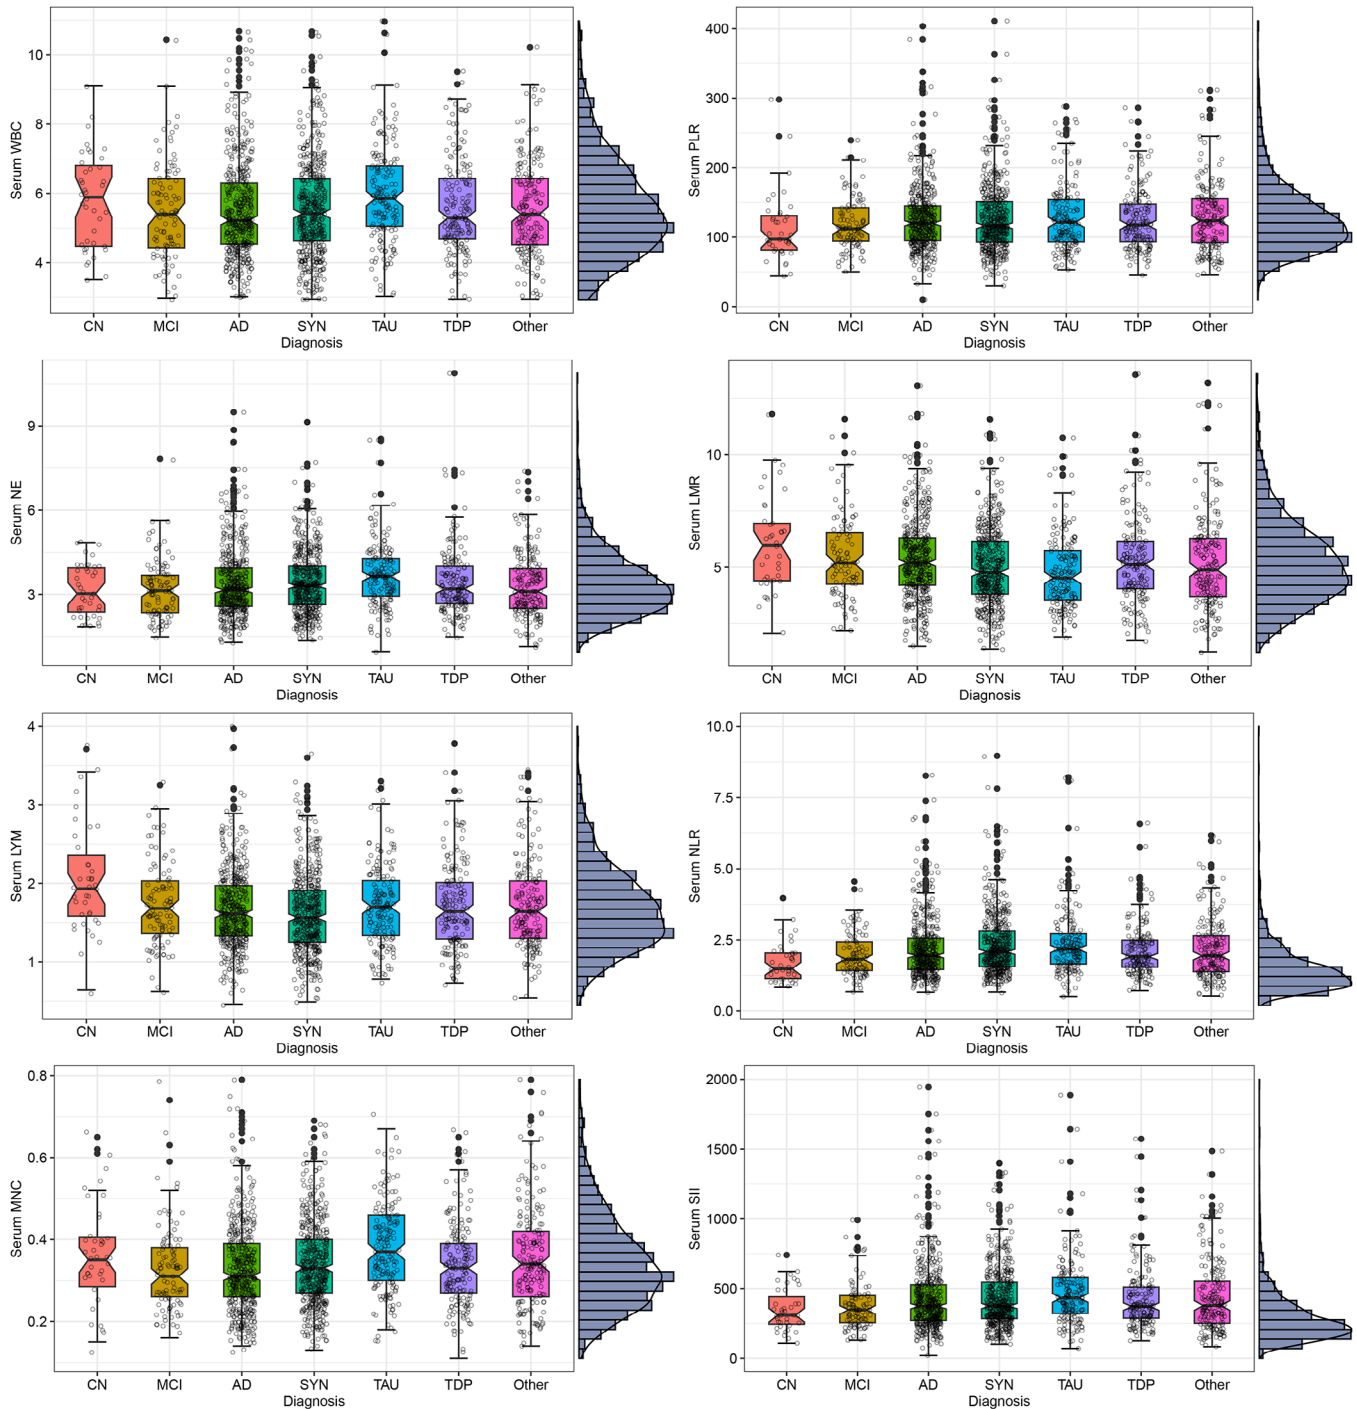 Serum WBC
10
8
6
4
CN MCI AD SYN TAU TDP Other
Diagnosis
Serum PLR
400
300
200
100
0
CN MCI AD SYN TAU TDP Other
Diagnosis
Serum NE
9
6
3
CN MCI AD SYN TAU TDP Other
Diagnosis
Serum LMR
10
5
CN MCI AD SYN TAU TDP Other
Diagnosis
Serum LYM
4
3
2
1
CN MCI AD SYN TAU TDP Other
Diagnosis
Serum NLR
10.0
7.5
5.0
2.5
0.0
CN MCI AD SYN TAU TDP Other
Diagnosis
Serum MNC
0.8
0.6
0.4
0.2
CN MCI AD SYN TAU TDP Other
Diagnosis
Serum SII
2000
1500
1000
500
0
CN MCI AD SYN TAU TDP Other
Diagnosis